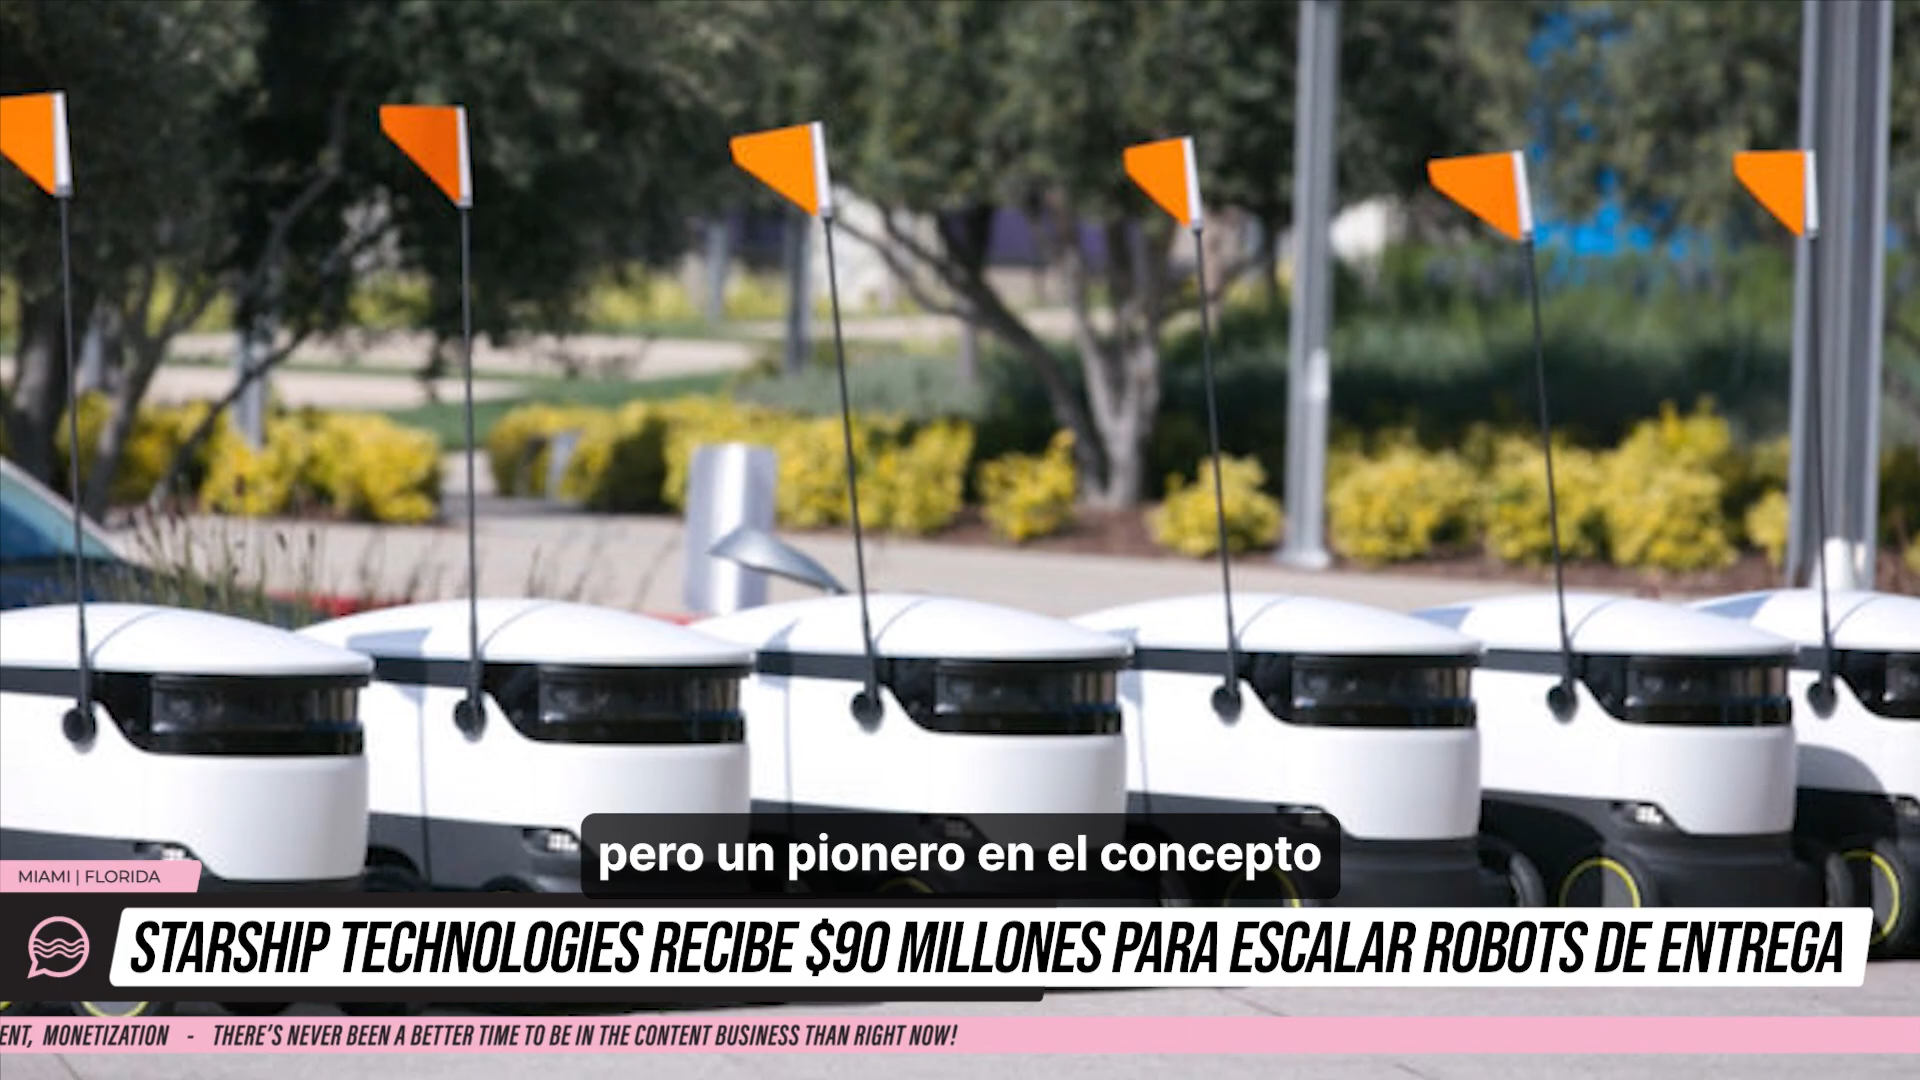 pero un pionero en el concepto
MIAMI | FLORIDA
STARSHIP TECHNOLOGIES RECIBE $90 MILLONES PARA ESCALAR ROBOTS DE ENTREGA
MONETIZATION - THERE'S NEVER BEEN A BETTER TIME TO BE IN THE CONTENT BUSINESS THAN RIGHT NOW!